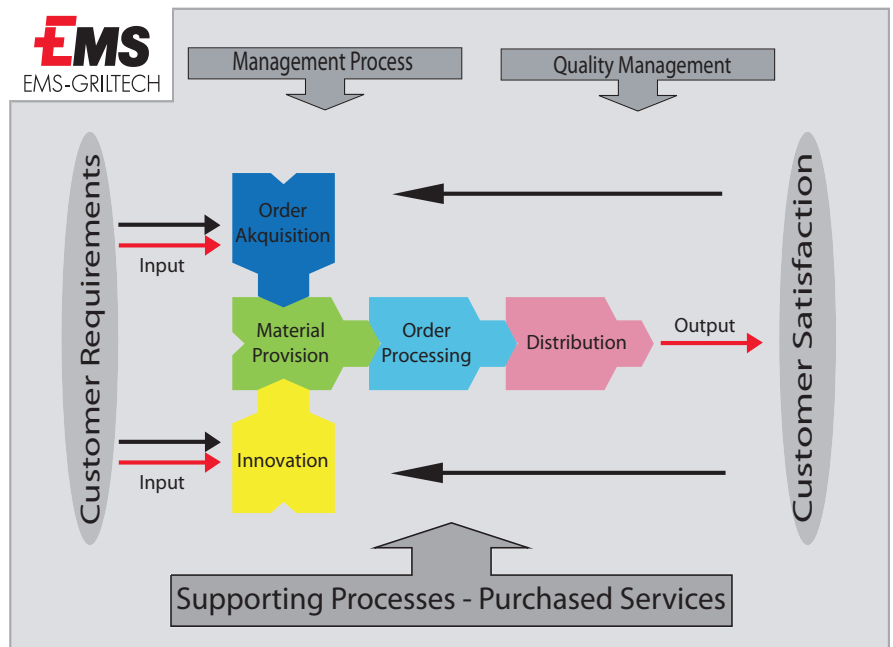 EMS
EMS-GRILTECH
Management Process
Quality Management
Customer Requirements
Order
Akquisition
Input
Material
Provision
Order
Processing
Distribution
Output
Innovation
Input
Customer Satisfaction
Supporting Processes - Purchased Services